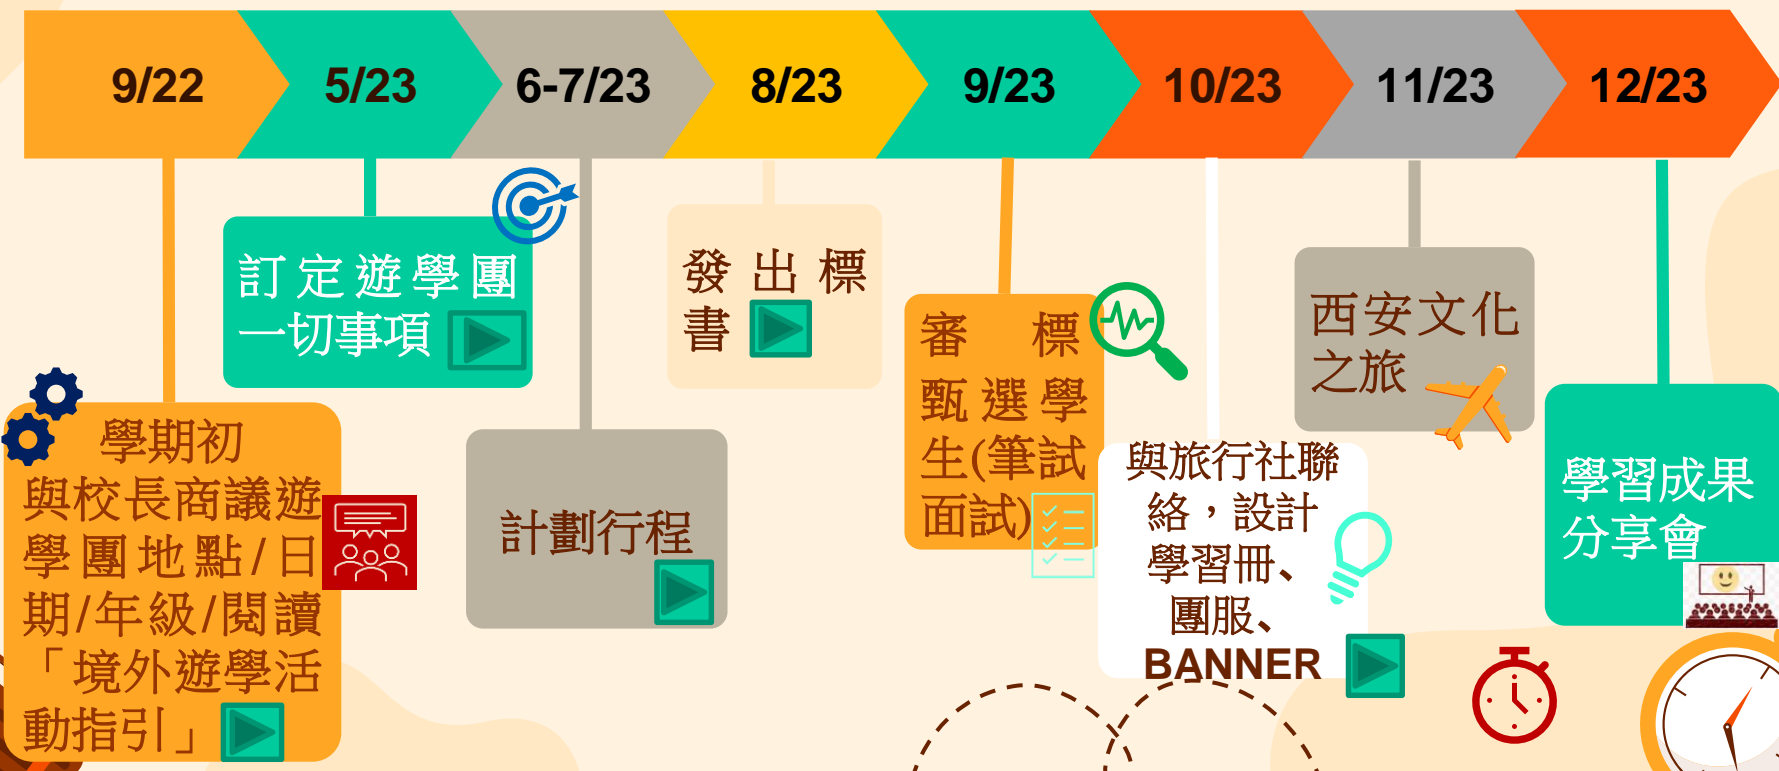 9/22
5/23
6-7/23
8/23
9/23
10/23
11/23
12/23
學期初
與校長商議遊
學團地點/日
期/年級/閱讀
「境外遊學活
動指引」
訂定遊學團
一切事項
計劃行程
發出標
書
審標
甄選學
生(筆試
面試)
與旅行社聯
絡，設計
學習冊、
團服、
BANNER
西安文化
之旅
學習成果
分享會